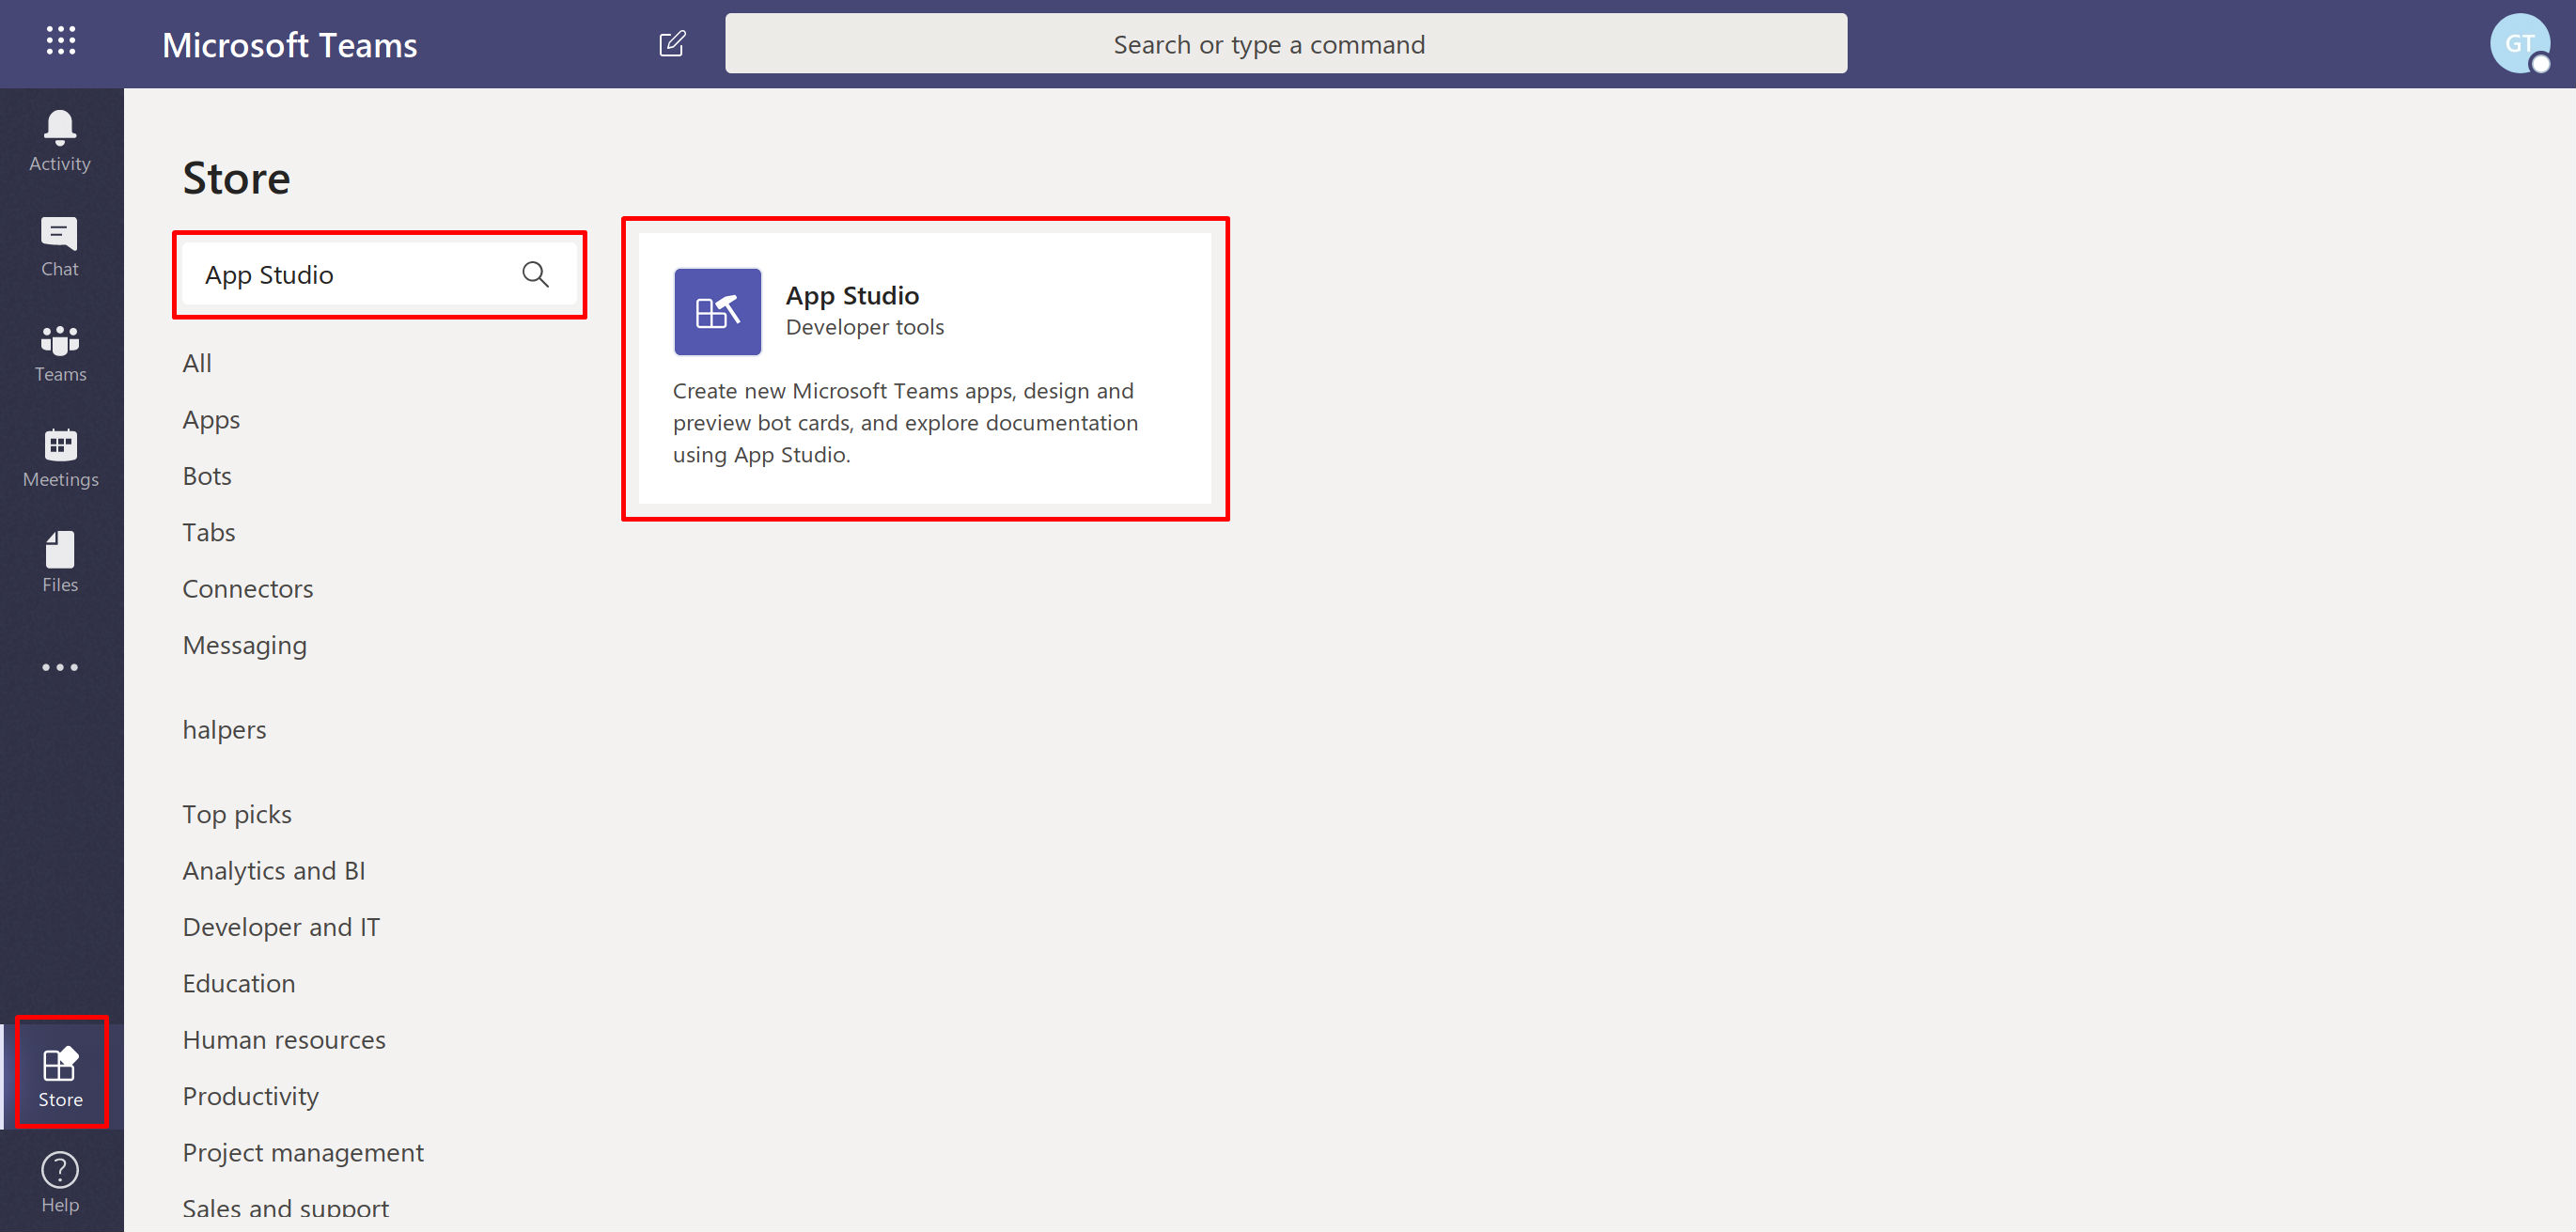 Microsoft Teams
Search or type a command
GT
Activity
Chat
Teams
Meetings
Files
Store
Help
Store
App Studio
All
Apps
Bots
Tabs
Connectors
Messaging
halpers
Top picks
Analytics and BI
Developer and IT
Education
Human resources
Productivity
Project management
Sales and support
App Studio
Developer tools
Create new Microsoft Teams apps, design and
preview bot cards, and explore documentation
using App Studio.